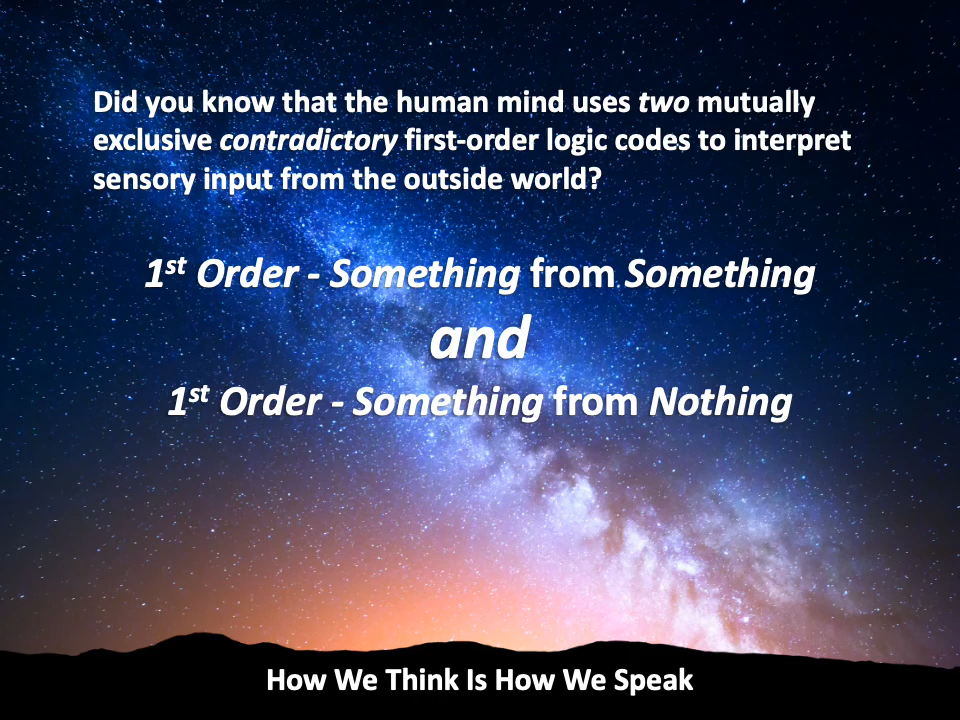 Did you know that the human mind uses two mutually
exclusive contradictory first-order logic codes to interpret
sensory input from the outside world?
1st Order - Something from Something
and
1st Order - Something from Nothing
How We Think Is How We Speak